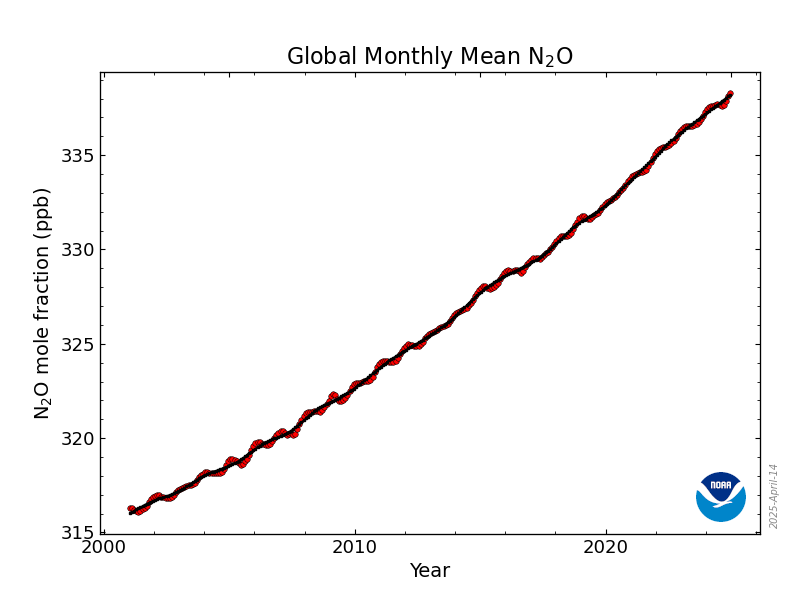 Global Monthly Mean N₂O
N₂O mole fraction (ppb)
335
330
325
320
315
2000
2010
2020
Year
NOAA
2025-April-14